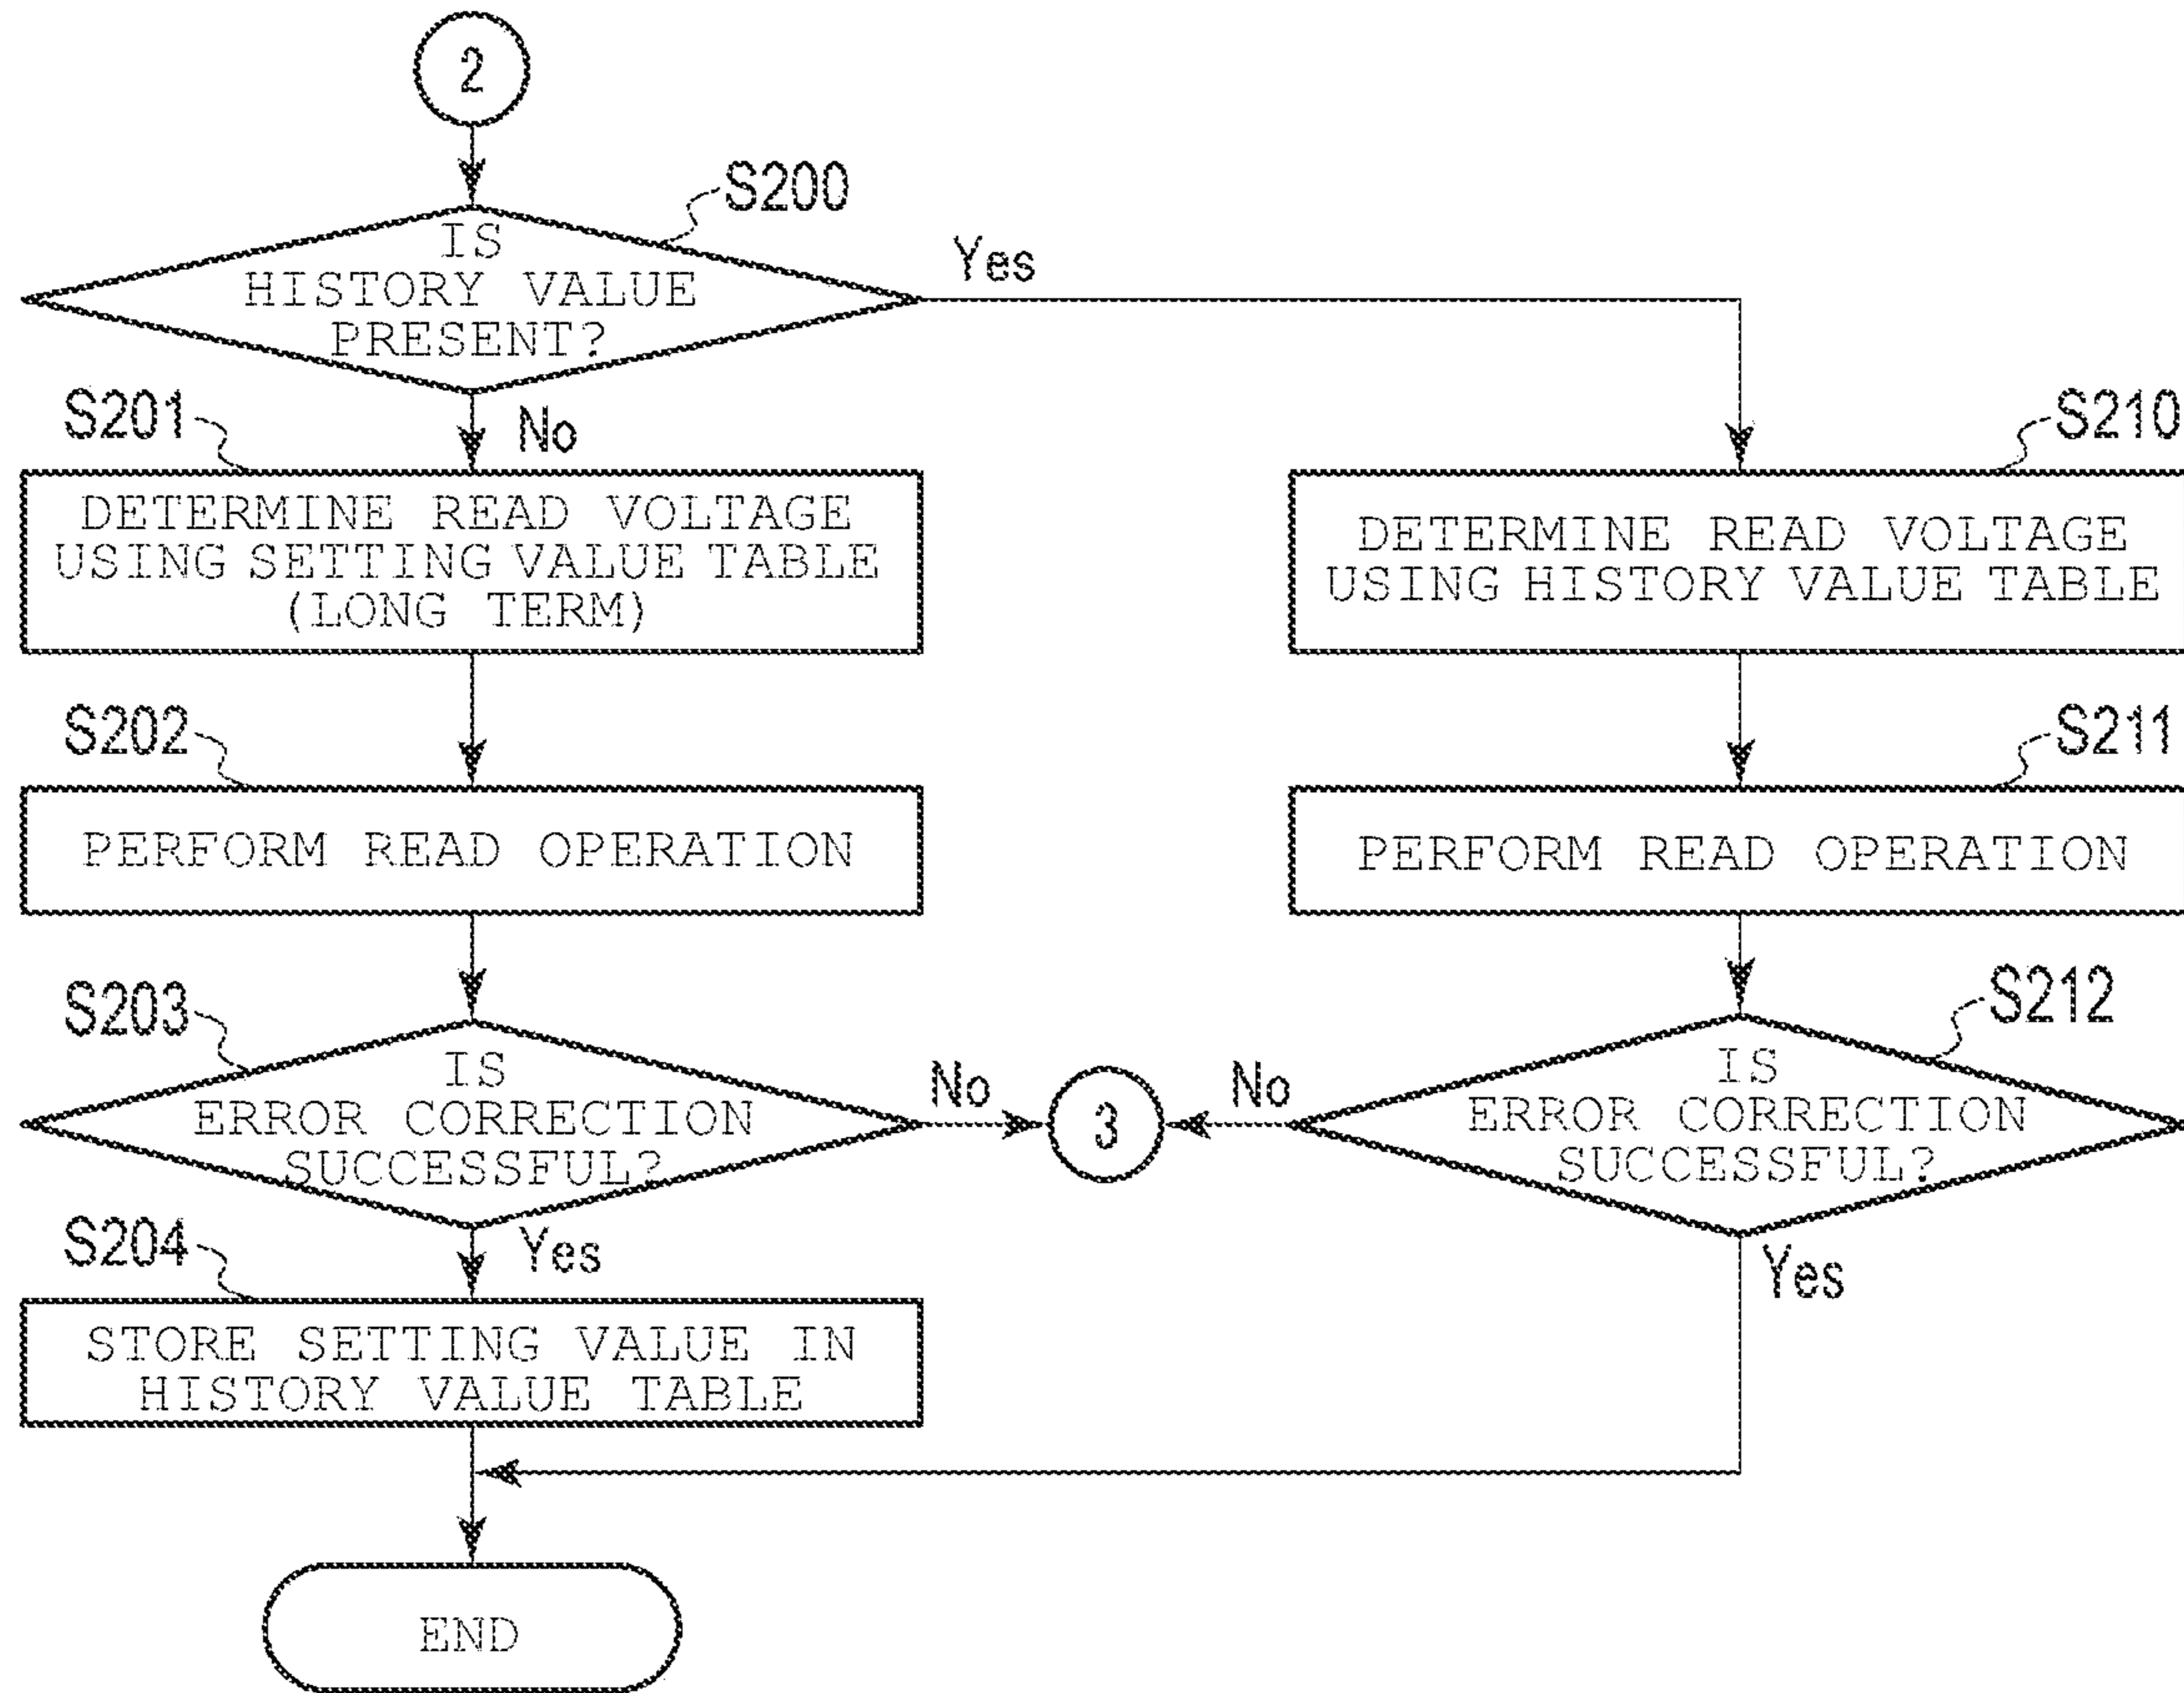 2
S200
IS
HISTORY VALUE
PRESENT?
Yes
No
S201
DETERMINE READ VOLTAGE
USING SETTING VALUE TABLE
(LONG TERM)
S210
DETERMINE READ VOLTAGE
USING HISTORY VALUE TABLE
S202
PERFORM READ OPERATION
S211
PERFORM READ OPERATION
S203
IS
ERROR CORRECTION
SUCCESSFUL?
No
3
No
S212
IS
ERROR CORRECTION
SUCCESSFUL?
Yes
Yes
S204
STORE SETTING VALUE IN
HISTORY VALUE TABLE
END